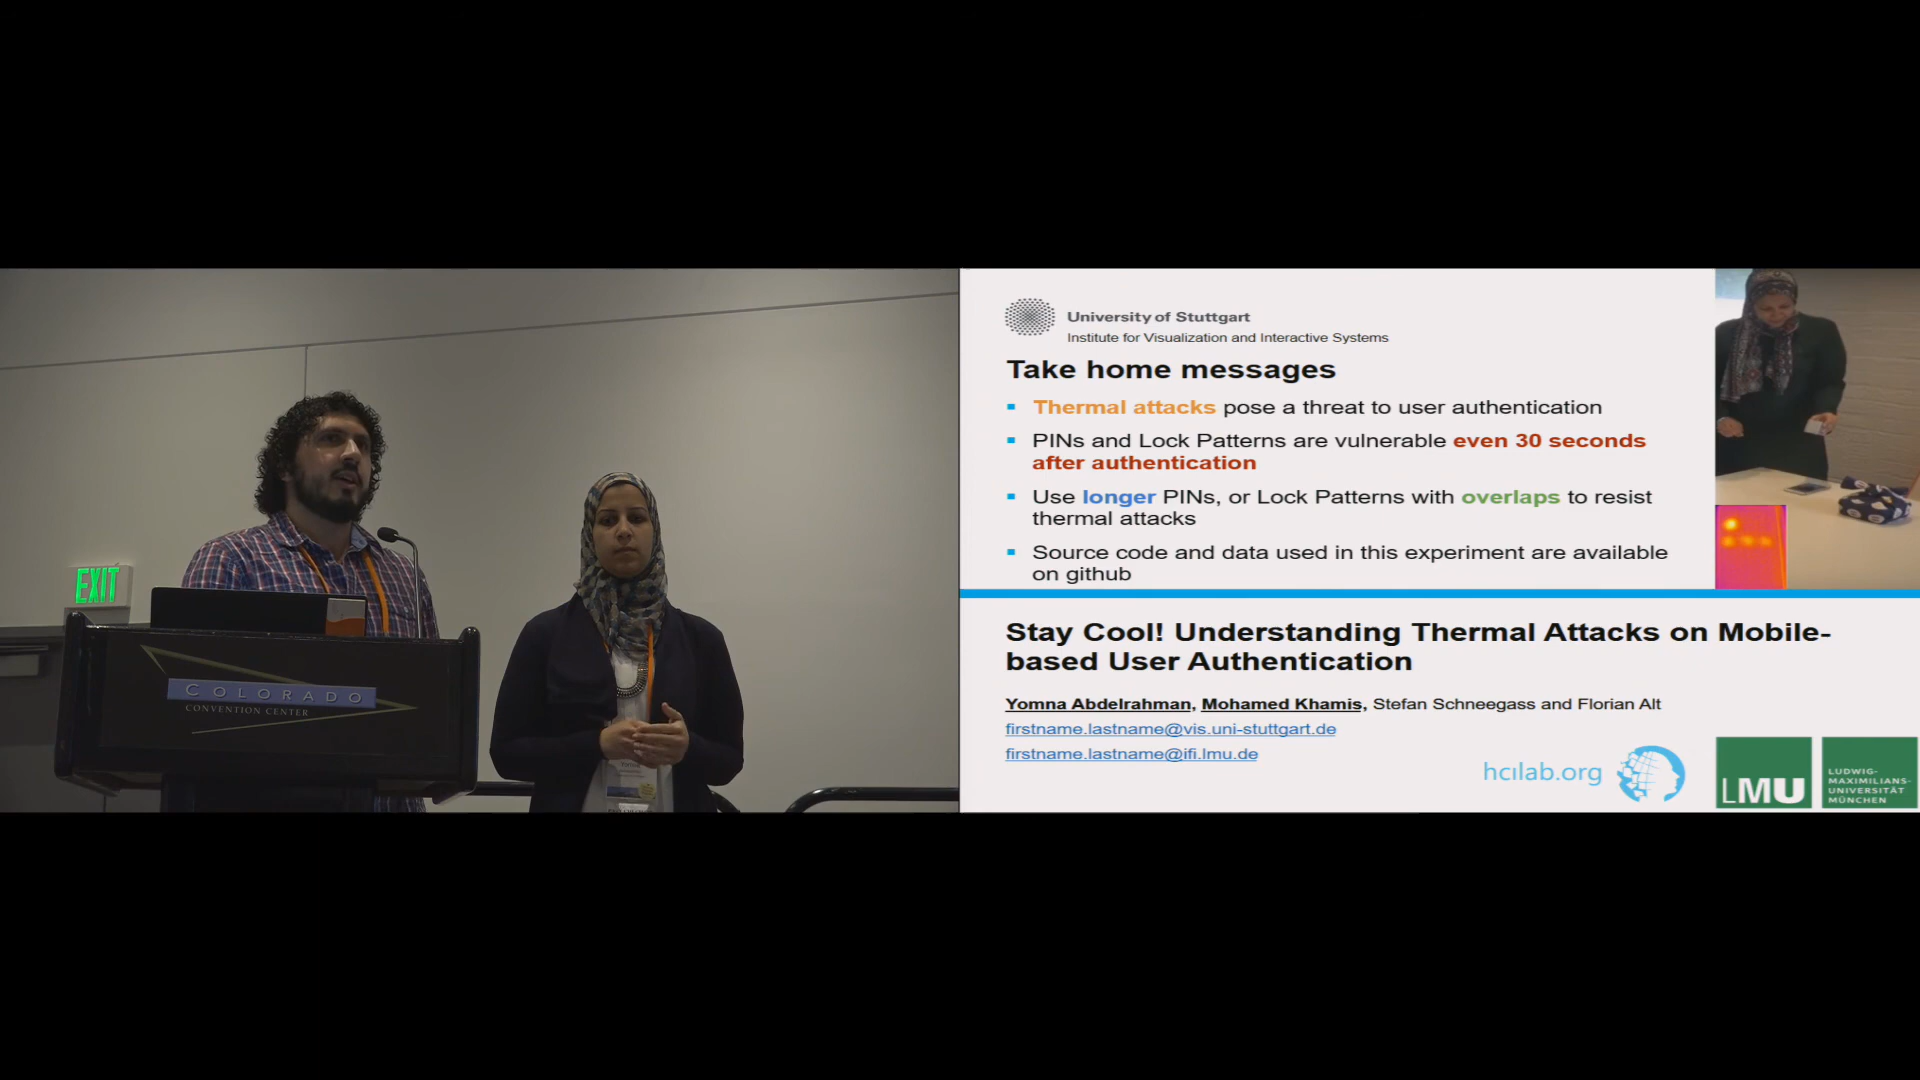 EXIT
COLORADO
CONVENTION CENTER
University of Stuttgart
Institute for Visualization and Interactive Systems
Take home messages
Thermal attacks pose a threat to user authentication
PINs and Lock Patterns are vulnerable even 30 seconds
after authentication
Use longer PINs, or Lock Patterns with overlaps to resist
thermal attacks
Source code and data used in this experiment are available
on github
Stay Cool! Understanding Thermal Attacks on Mobile-
based User Authentication
Yomna Abdelrahman, Mohamed Khamis, Stefan Schneegass and Florian Alt
firstname.lastname@vis.uni-stuttgart.de
firstname.lastname@ifi.lmu.de
hcilab.org
LMU
LUDWIG-
MAXIMILIANS-
UNIVERSITÄT
MÜNCHEN